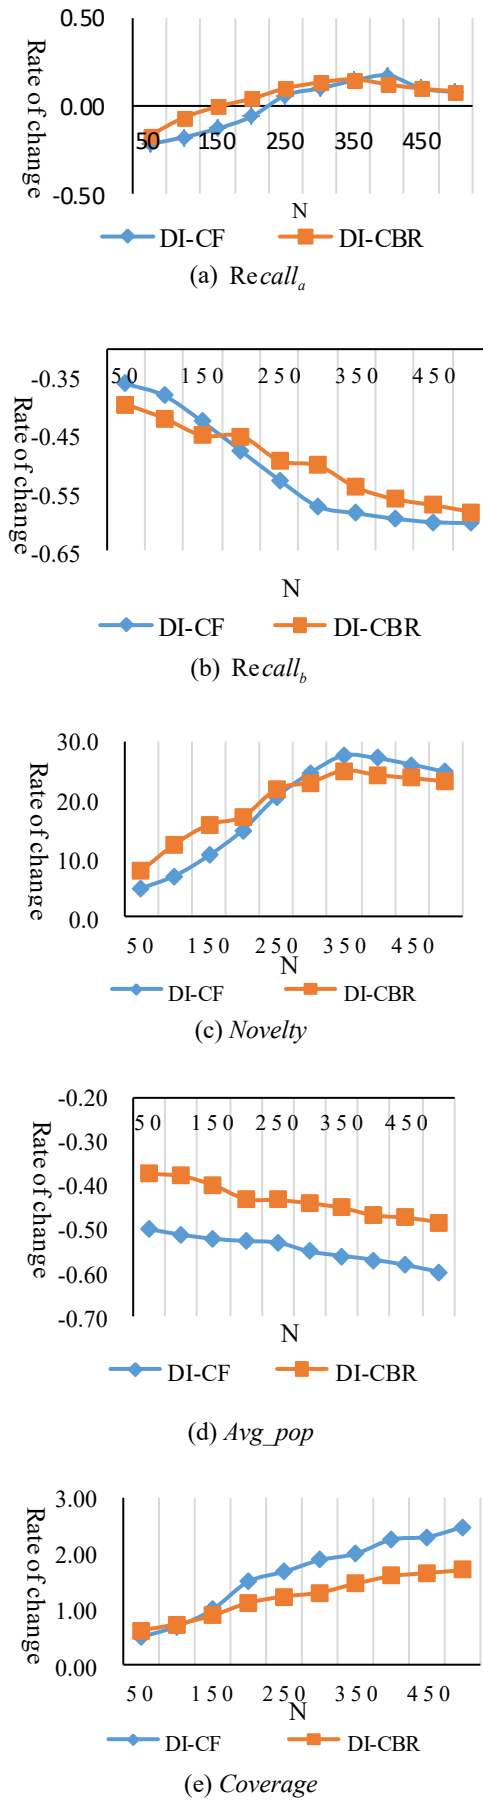 0.50
0.00
-0.50
Rate of change
50 150 250 350 450
N
DI-CF DI-CBR
(a) Recallₐ
50 150 250 350 450
-0.35
-0.45
-0.55
-0.65
Rate of change
N
DI-CF DI-CBR
(b) Recall_b
30.0
20.0
10.0
0.0
Rate of change
50 150 250 350 450
N
DI-CF DI-CBR
(c) Novelty
-0.20
50 150 250 350 450
-0.30
-0.40
-0.50
-0.60
-0.70
Rate of change
N
DI-CF DI-CBR
(d) Avg_pop
3.00
2.00
1.00
0.00
Rate of change
50 150 250 350 450
N
DI-CF DI-CBR
(e) Coverage